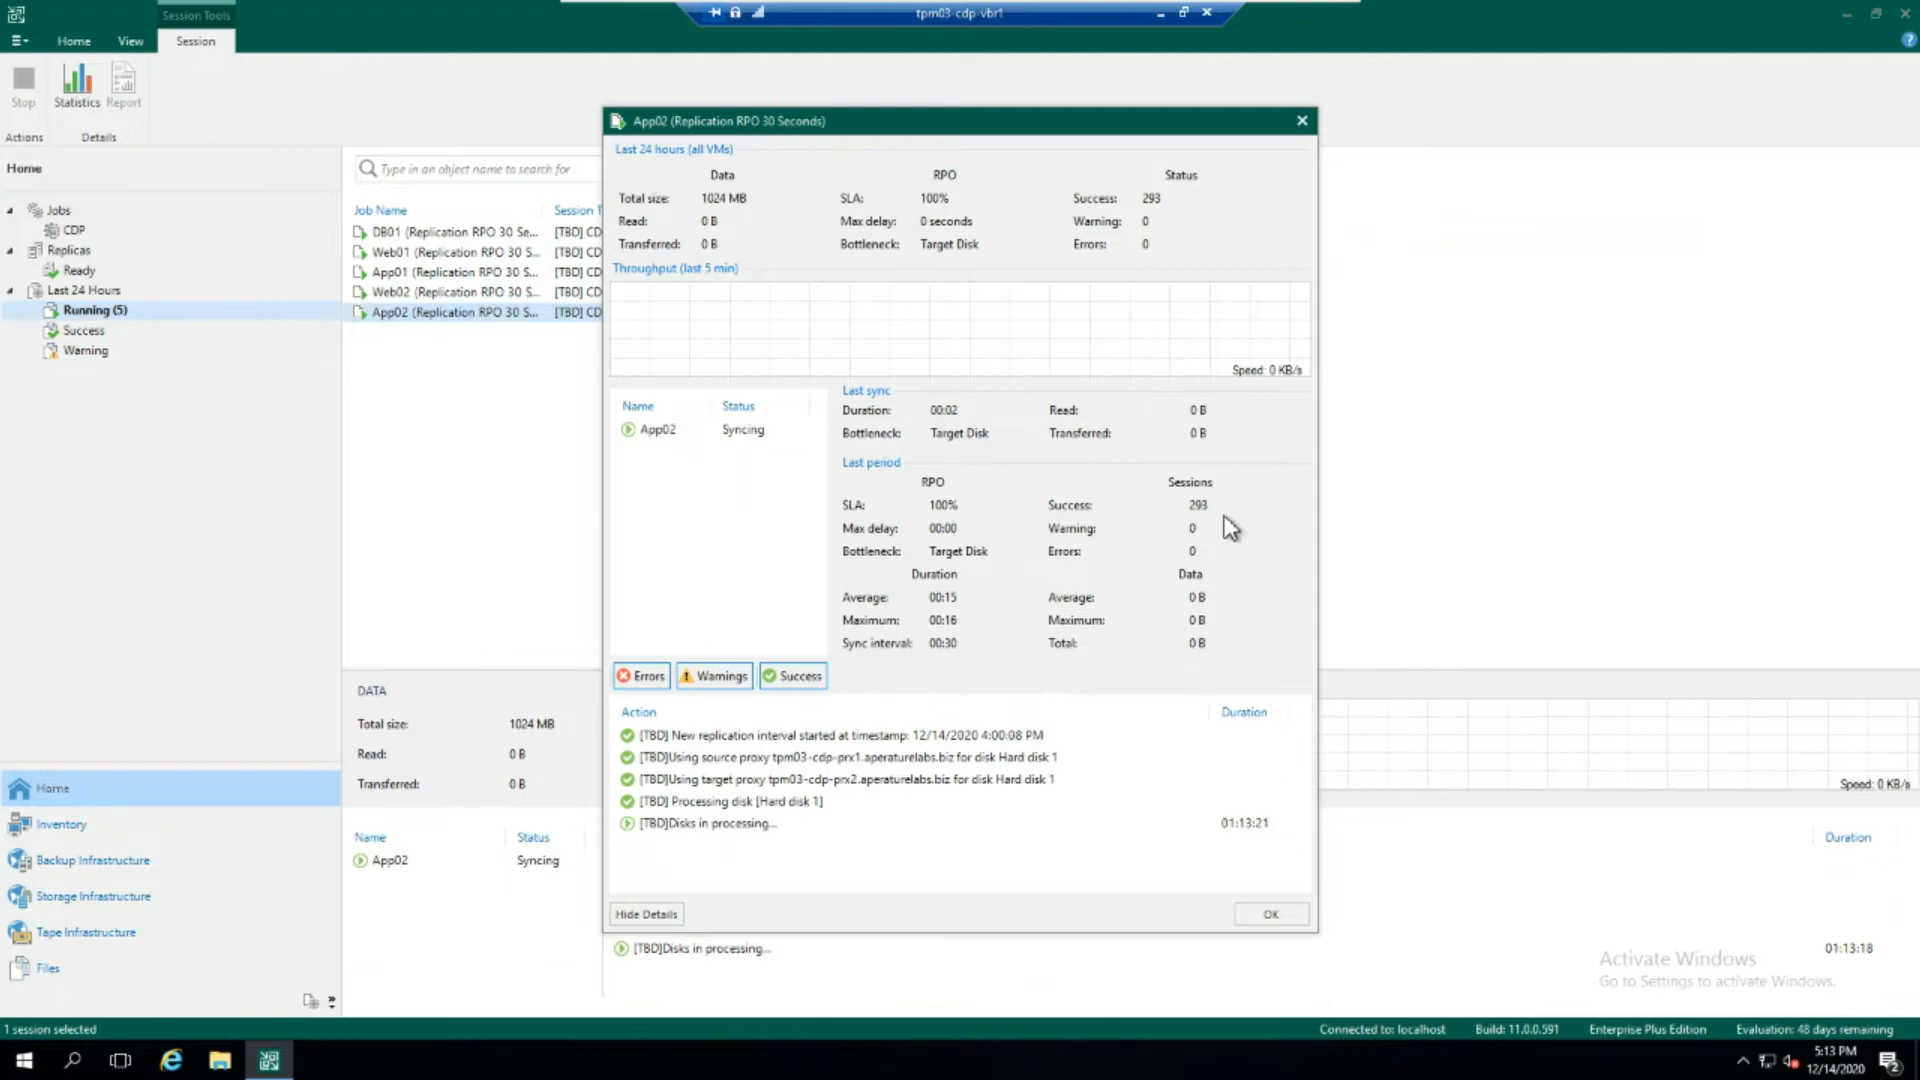 Session Tools
tpm03-cdp-vbr1
Home View Session
Stop Statistics Report
Actions Details
Home
Jobs
CDP
Replicas
Ready
Last 24 Hours
Running (5)
Success
Warning
Type in an object name to search for
Job Name Session T
DB01 (Replication RPO 30 Se... [TBD] CD
Web01 (Replication RPO 30 S... [TBD] CD
App01 (Replication RPO 30 S... [TBD] CD
Web02 (Replication RPO 30 S... [TBD] CD
App02 (Replication RPO 30 S... [TBD] CD
App02 (Replication RPO 30 Seconds)
Last 24 hours (all VMs)
Data RPO Status
Total size: 1024 MB SLA: 100% Success: 293
Read: 0 B Max delay: 0 seconds Warning: 0
Transferred: 0 B Bottleneck: Target Disk Errors: 0
Throughput (last 5 min)
Speed: 0 KB/s
Name Status
App02 Syncing
Last sync
Duration: 00:02 Read: 0 B
Bottleneck: Target Disk Transferred: 0 B
Last period
RPO Sessions
SLA: 100% Success: 293
Max delay: 00:00 Warning: 0
Bottleneck: Target Disk Errors: 0
Duration Data
Average: 00:15 Average: 0 B
Maximum: 00:16 Maximum: 0 B
Sync interval: 00:30 Total: 0 B
Errors Warnings Success
Action Duration
[TBD] New replication interval started at timestamp: 12/14/2020 4:00:08 PM
[TBD]Using source proxy tpm03-cdp-prx1.aperaturelabs.biz for disk Hard disk 1
[TBD]Using target proxy tpm03-cdp-prx2.aperaturelabs.biz for disk Hard disk 1
[TBD] Processing disk [Hard disk 1]
[TBD]Disks in processing... 01:13:21
Hide Details OK
DATA
Total size: 1024 MB
Read: 0 B
Transferred: 0 B
Speed: 0 KB/s
Name Status Duration
App02 Syncing
[TBD]Disks in processing... 01:13:18
Home
Inventory
Backup Infrastructure
Storage Infrastructure
Tape Infrastructure
Files
Activate Windows
Go to Settings to activate Windows.
1 session selected Connected to: localhost Build: 11.0.0.591 Enterprise Plus Edition Evaluation: 48 days remaining
5:13 PM
12/14/2020
2